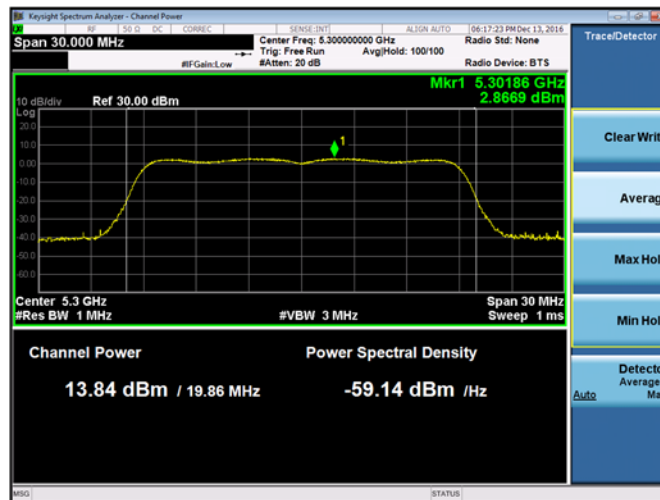 Keysight Spectrum Analyzer - Channel Power
RF 50 Ω DC CORREC SENSE:INT ALIGN AUTO 06:17:23 PM Dec 13, 2016
Span 30.000 MHz
Center Freq: 5.300000000 GHz
Radio Std: None
Trig: Free Run Avg|Hold: 100/100
#IFGain:Low #Atten: 20 dB Radio Device: BTS
Trace/Detector
Mkr1 5.30186 GHz
2.8669 dBm
10 dB/div Ref 30.00 dBm
Log
20.0
10.0
0.00
-10.0
-20.0
-30.0
-40.0
-50.0
-60.0
1
Center 5.3 GHz Span 30 MHz
#Res BW 1 MHz #VBW 3 MHz Sweep 1 ms
Channel Power Power Spectral Density
13.84 dBm / 19.86 MHz -59.14 dBm /Hz
Clear Writ
Averag
Max Hol
Min Hol
Detecto
Average
Auto Ma
MSG STATUS